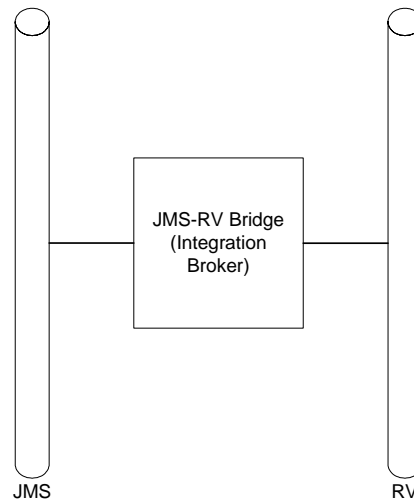 JMS-RV Bridge
(Integration
Broker)
JMS
RV